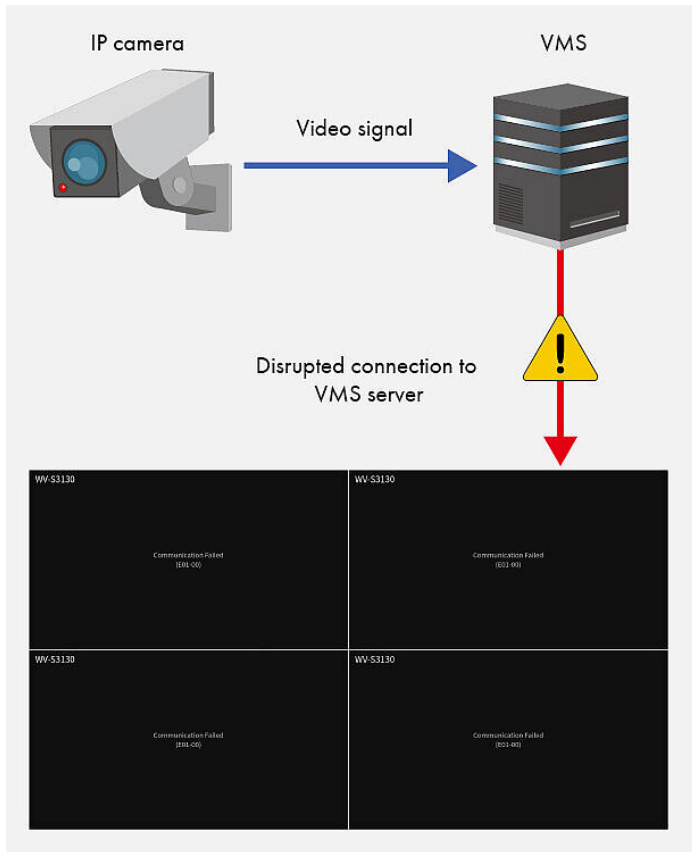 IP camera
VMS
Video signal
Disrupted connection to
VMS server
WV-S3130
Communication Failed
(E01-00)
WV-S3130
Communication Failed
(E01-00)
WV-S3130
Communication Failed
(E01-00)
WV-S3130
Communication Failed
(E01-00)